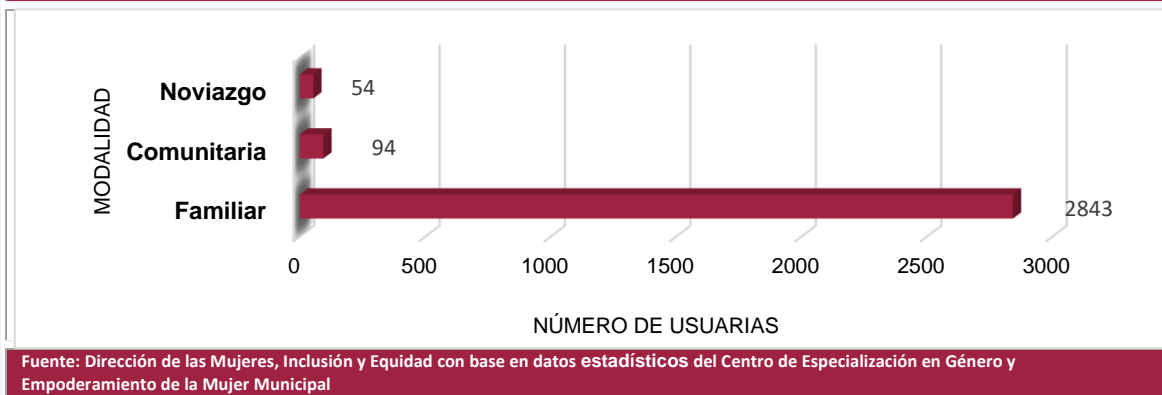 MODALIDAD
Noviazgo 54
Comunitaria 94
Familiar 2843
0 500 1000 1500 2000 2500 3000
NÚMERO DE USUARIAS
Fuente: Dirección de las Mujeres, Inclusión y Equidad con base en datos estadísticos del Centro de Especialización en Género y
Empoderamiento de la Mujer Municipal